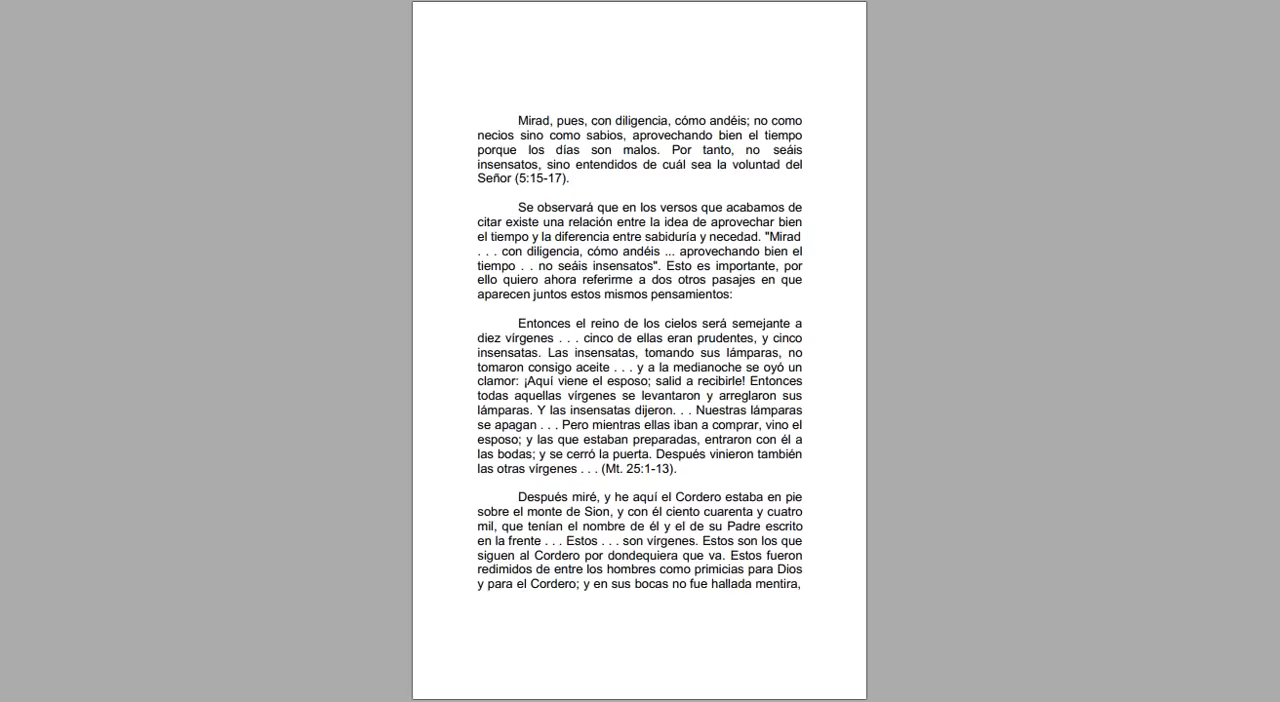 Mirad, pues, con diligencia, cómo andéis; no como
necios sino como sabios, aprovechando bien el tiempo
porque los días son malos. Por tanto, no seáis
insensatos, sino entendidos de cuál sea la voluntad del
Señor (5:15-17).
Se observará que en los versos que acabamos de
citar existe una relación entre la idea de aprovechar bien
el tiempo y la diferencia entre sabiduría y necedad. "Mirad
. . . con diligencia, cómo andéis ... aprovechando bien el
tiempo . . no seáis insensatos". Esto es importante, por
ello quiero ahora referirme a dos otros pasajes en que
aparecen juntos estos mismos pensamientos:
Entonces el reino de los cielos será semejante a
diez vírgenes . . . cinco de ellas eran prudentes, y cinco
insensatas. Las insensatas, tomando sus lámparas, no
tomaron consigo aceite . . . y a la medianoche se oyó un
clamor: ¡Aquí viene el esposo; salid a recibirle! Entonces
todas aquellas vírgenes se levantaron y arreglaron sus
lámparas. Y las insensatas dijeron. . . Nuestras lámparas
se apagan . . . Pero mientras ellas iban a comprar, vino el
esposo; y las que estaban preparadas, entraron con él a
las bodas; y se cerró la puerta. Después vinieron también
las otras vírgenes . . . (Mt. 25:1-13).
Después miré, y he aquí el Cordero estaba en pie
sobre el monte de Sion, y con él ciento cuarenta y cuatro
mil, que tenían el nombre de él y el de su Padre escrito
en la frente . . . Estos . . . son vírgenes. Estos son los que
siguen al Cordero por dondequiera que va. Estos fueron
redimidos de entre los hombres como primicias para Dios
y para el Cordero; y en sus bocas no fue hallada mentira,